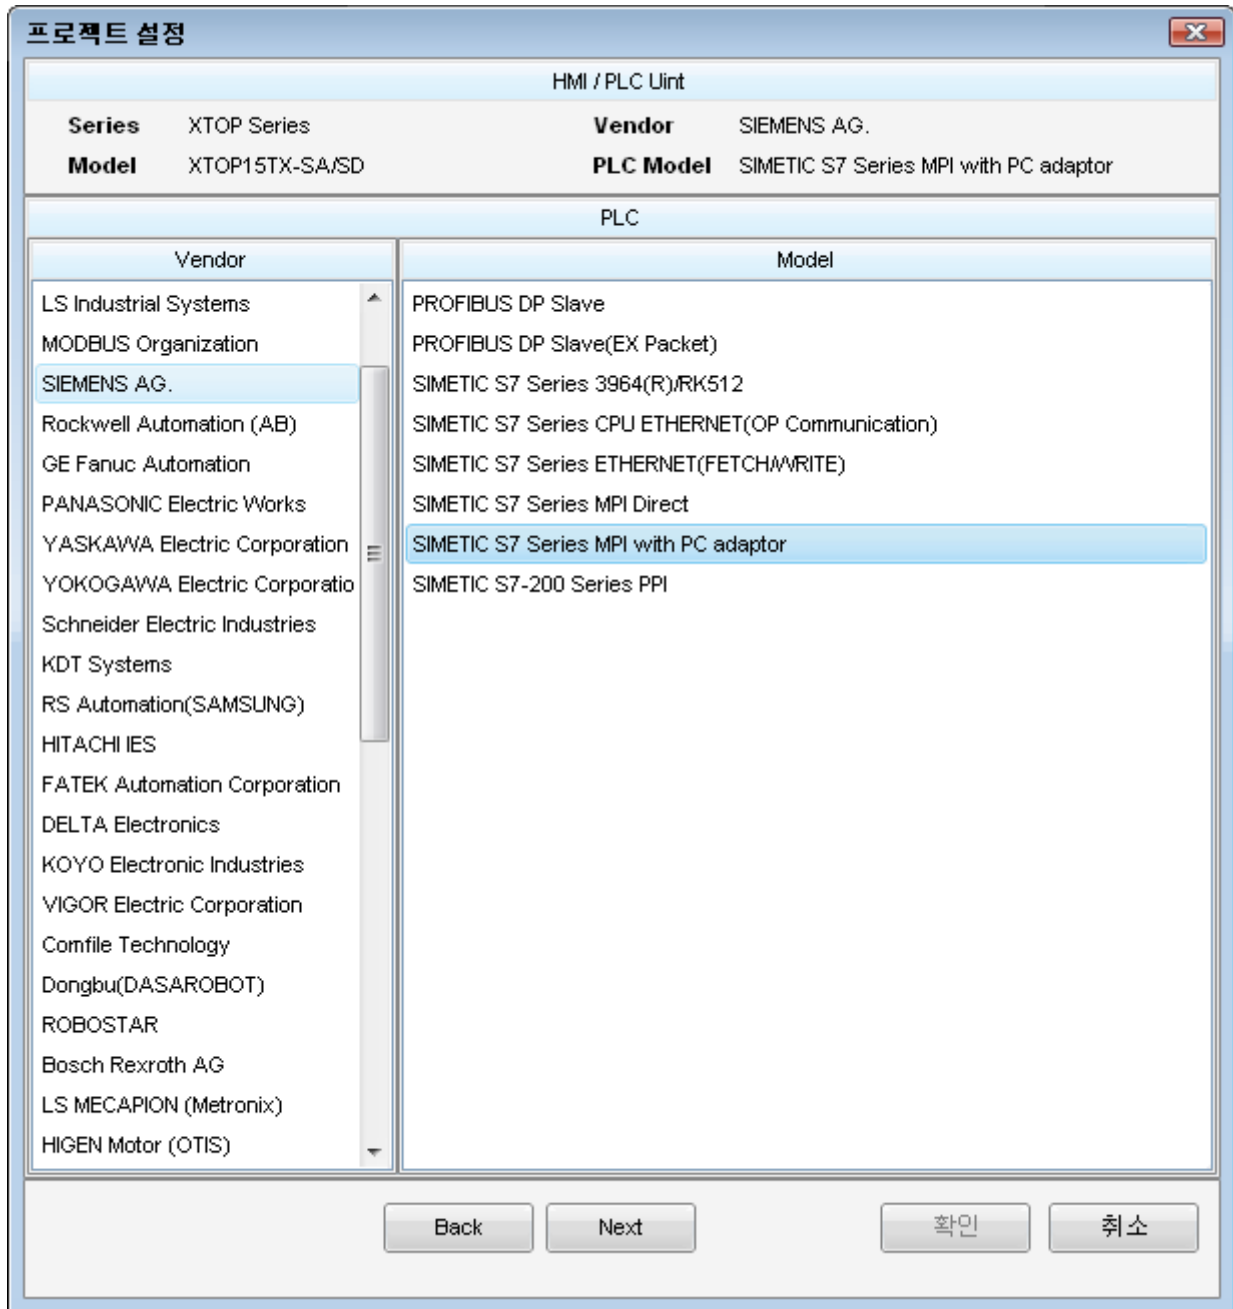 프로젝트 설정
HMI / PLC Uint
Series XTOP Series Vendor SIEMENS AG.
Model XTOP15TX-SA/SD PLC Model SIMETIC S7 Series MPI with PC adaptor
PLC
Vendor
LS Industrial Systems
MODBUS Organization
SIEMENS AG.
Rockwell Automation (AB)
GE Fanuc Automation
PANASONIC Electric Works
YASKAWA Electric Corporation
YOKOGAWA Electric Corporatio
Schneider Electric Industries
KDT Systems
RS Automation(SAMSUNG)
HITACHI IES
FATEK Automation Corporation
DELTA Electronics
KOYO Electronic Industries
VIGOR Electric Corporation
Comfile Technology
Dongbu(DASAROBOT)
ROBOSTAR
Bosch Rexroth AG
LS MECAPION (Metronix)
HIGEN Motor (OTIS)
Model
PROFIBUS DP Slave
PROFIBUS DP Slave(EX Packet)
SIMETIC S7 Series 3964(R)/RK512
SIMETIC S7 Series CPU ETHERNET(OP Communication)
SIMETIC S7 Series ETHERNET(FETCH/WRITE)
SIMETIC S7 Series MPI Direct
SIMETIC S7 Series MPI with PC adaptor
SIMETIC S7-200 Series PPI
Back Next 확인 취소